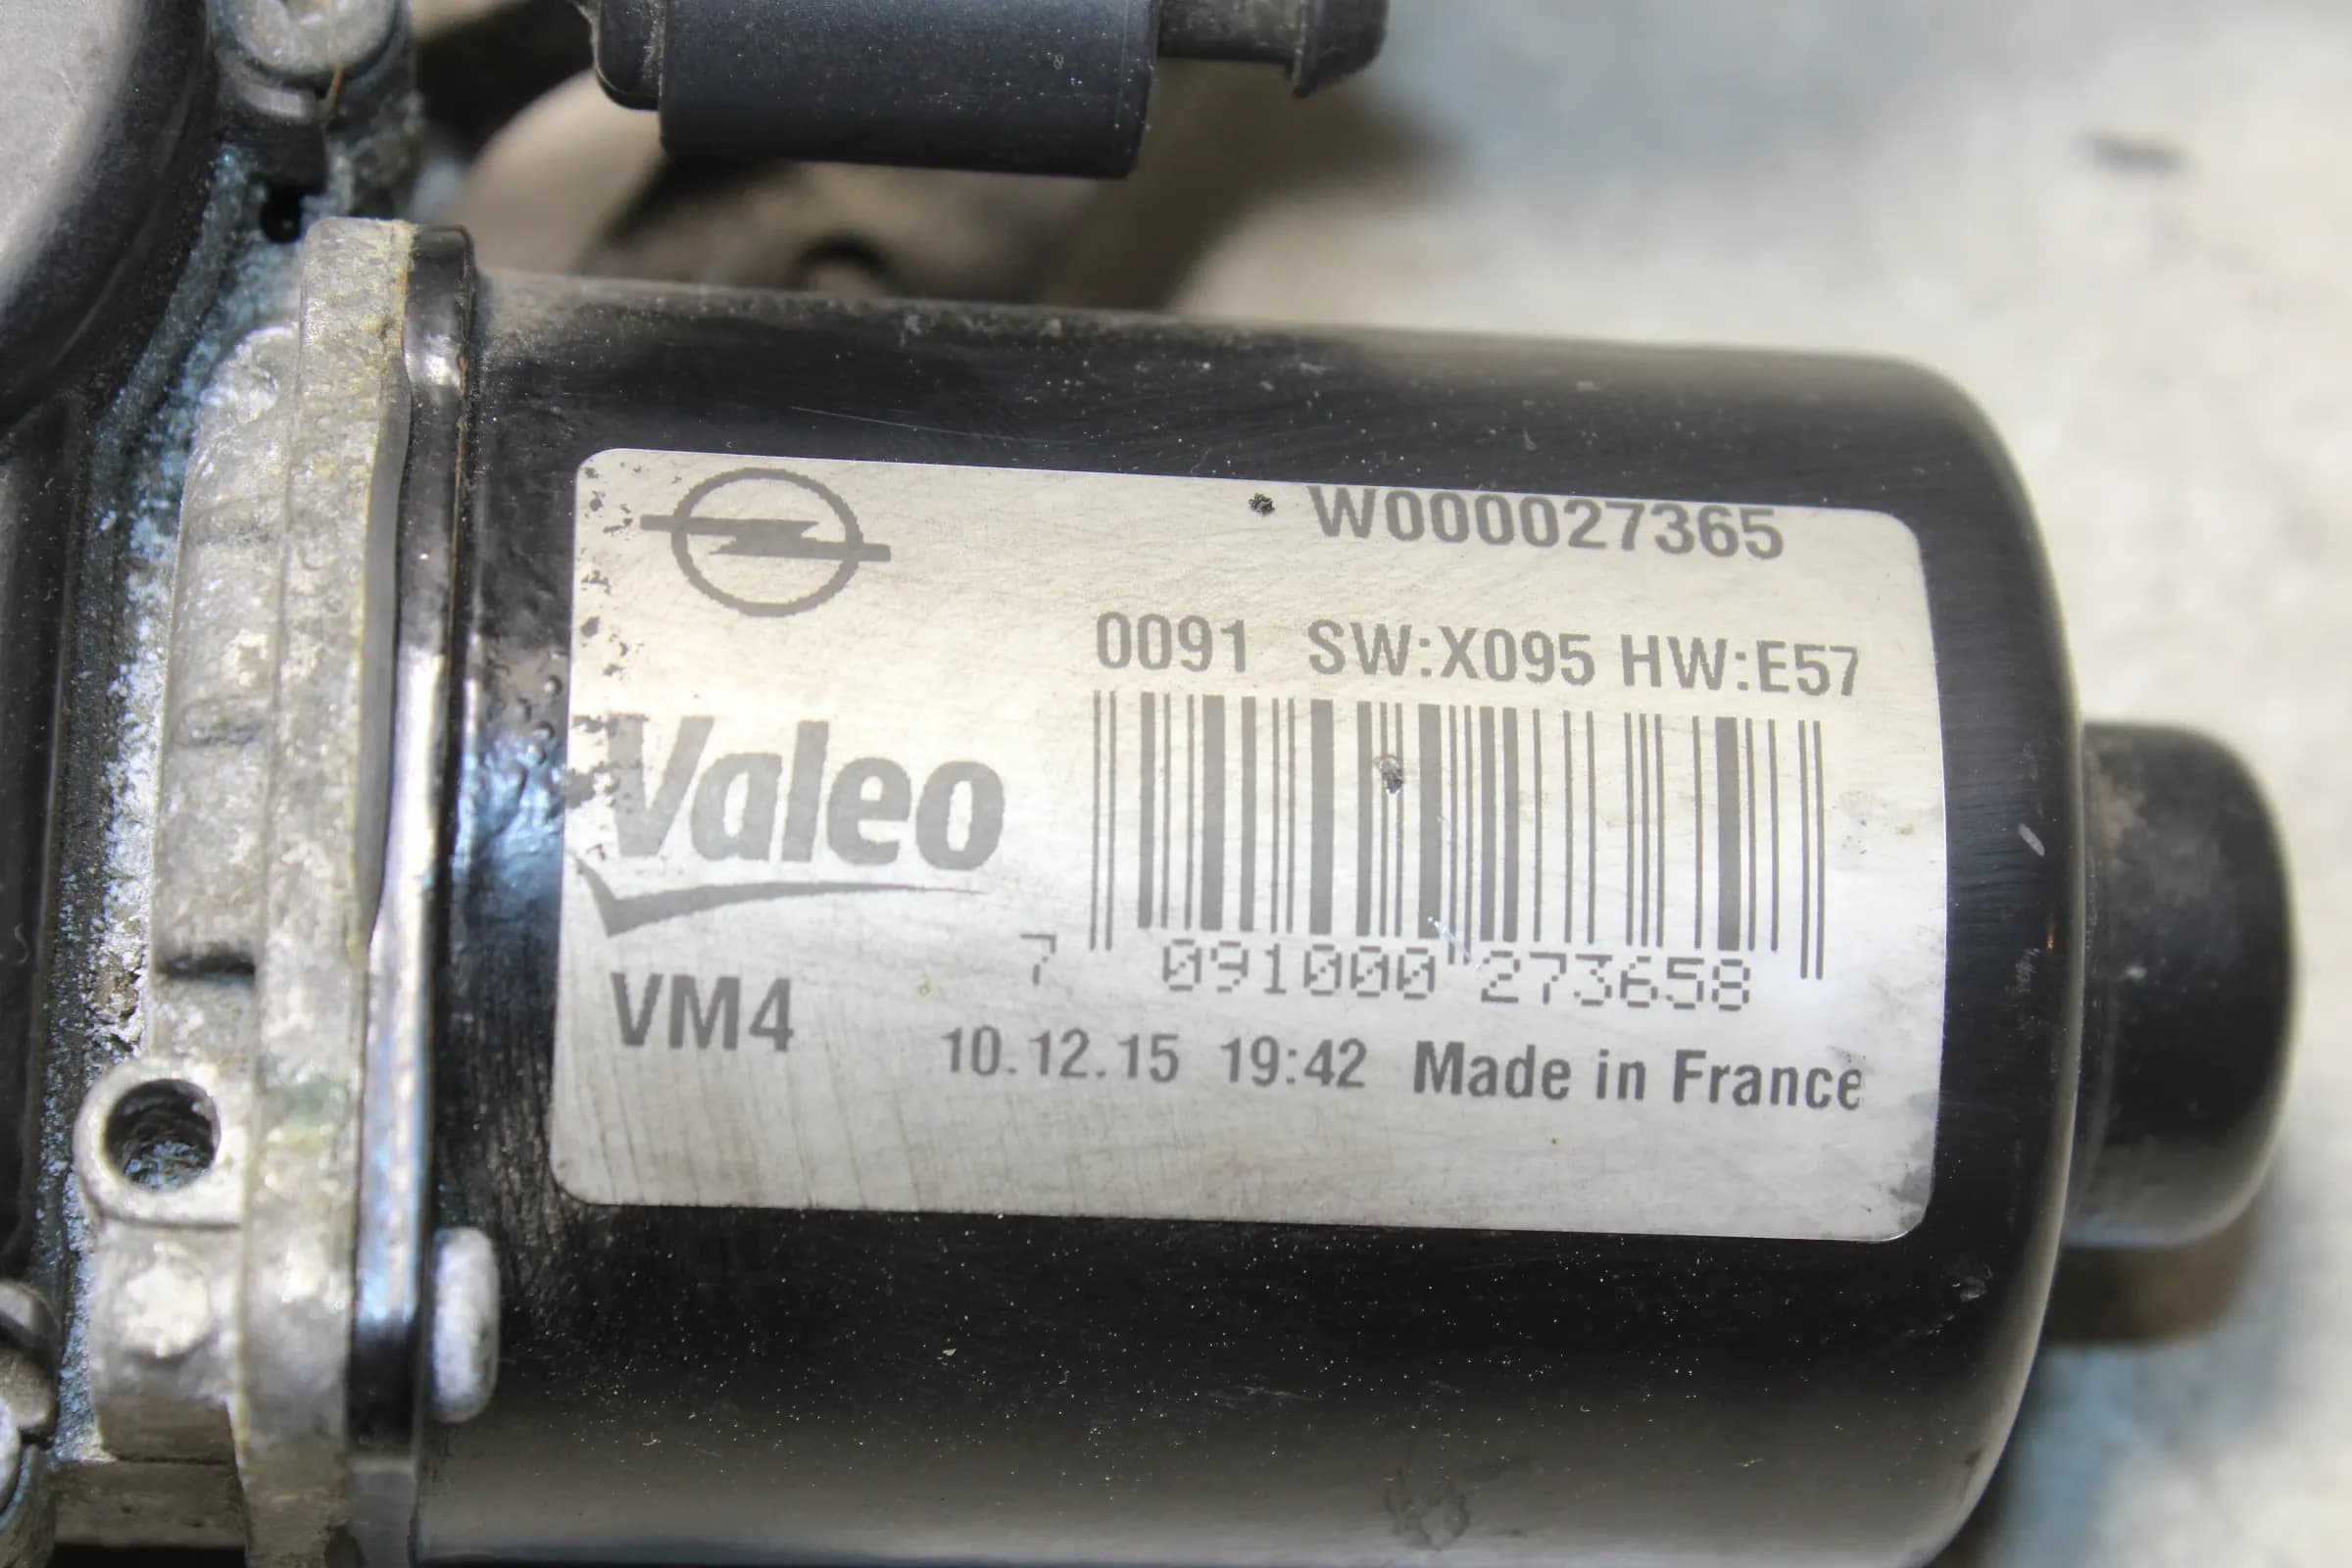 W000027365
0091 SW:X095 HW:E57
Valeo
7 091000 273658
VM4
10.12.15 19:42 Made in France